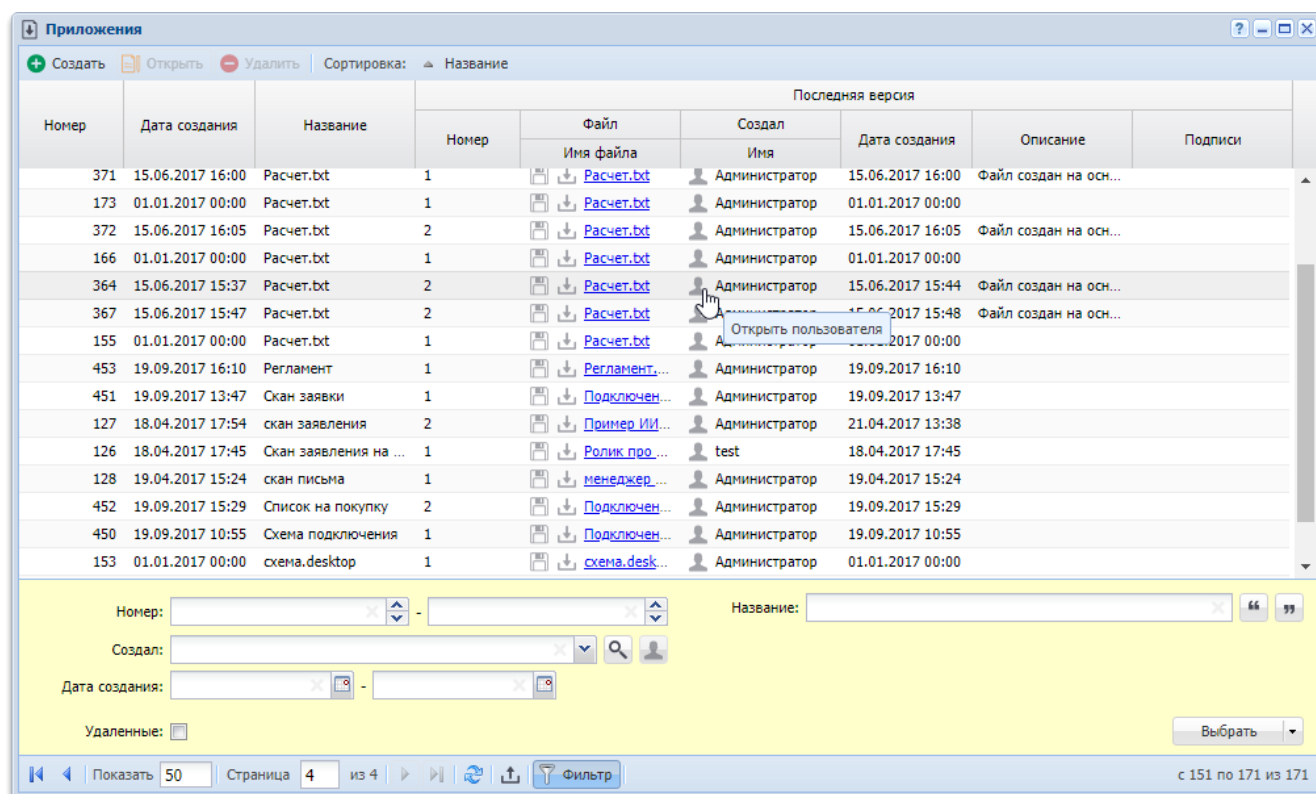 Приложения
Создать Открыть Удалить Сортировка: Название
Последняя версия
Номер Дата создания Название Номер Файл Создал Дата создания Описание Подписи
Имя файла Имя
371 15.06.2017 16:00 Расчет.txt 1 Расчет.txt Администратор 15.06.2017 16:00 Файл создан на осн...
173 01.01.2017 00:00 Расчет.txt 1 Расчет.txt Администратор 01.01.2017 00:00
372 15.06.2017 16:05 Расчет.txt 2 Расчет.txt Администратор 15.06.2017 16:05 Файл создан на осн...
166 01.01.2017 00:00 Расчет.txt 1 Расчет.txt Администратор 01.01.2017 00:00
364 15.06.2017 15:37 Расчет.txt 2 Расчет.txt Администратор 15.06.2017 15:44 Файл создан на осн...
367 15.06.2017 15:47 Расчет.txt 2 Расчет.txt 15.06.2017 15:48 Файл создан на осн...
Открыть пользователя
155 01.01.2017 00:00 Расчет.txt 1 Расчет.txt 2017 00:00
453 19.09.2017 16:10 Регламент 1 Регламент.... Администратор 19.09.2017 16:10
451 19.09.2017 13:47 Скан заявки 1 Подключен... Администратор 19.09.2017 13:47
127 18.04.2017 17:54 скан заявления 2 Пример ИИ... Администратор 21.04.2017 13:38
126 18.04.2017 17:45 Скан заявления на ... 1 Ролик про ... test 18.04.2017 17:45
128 19.04.2017 15:24 скан письма 1 менеджер ... Администратор 19.04.2017 15:24
452 19.09.2017 15:29 Список на покупку 2 Подключен... Администратор 19.09.2017 15:29
450 19.09.2017 10:55 Схема подключения 1 Подключен... Администратор 19.09.2017 10:55
153 01.01.2017 00:00 схема.desktop 1 схема.desk... Администратор 01.01.2017 00:00
Номер: - Название:
Создал:
Дата создания: -
Удаленные: Выбрать
Показать 50 Страница 4 из 4 Фильтр с 151 по 171 из 171